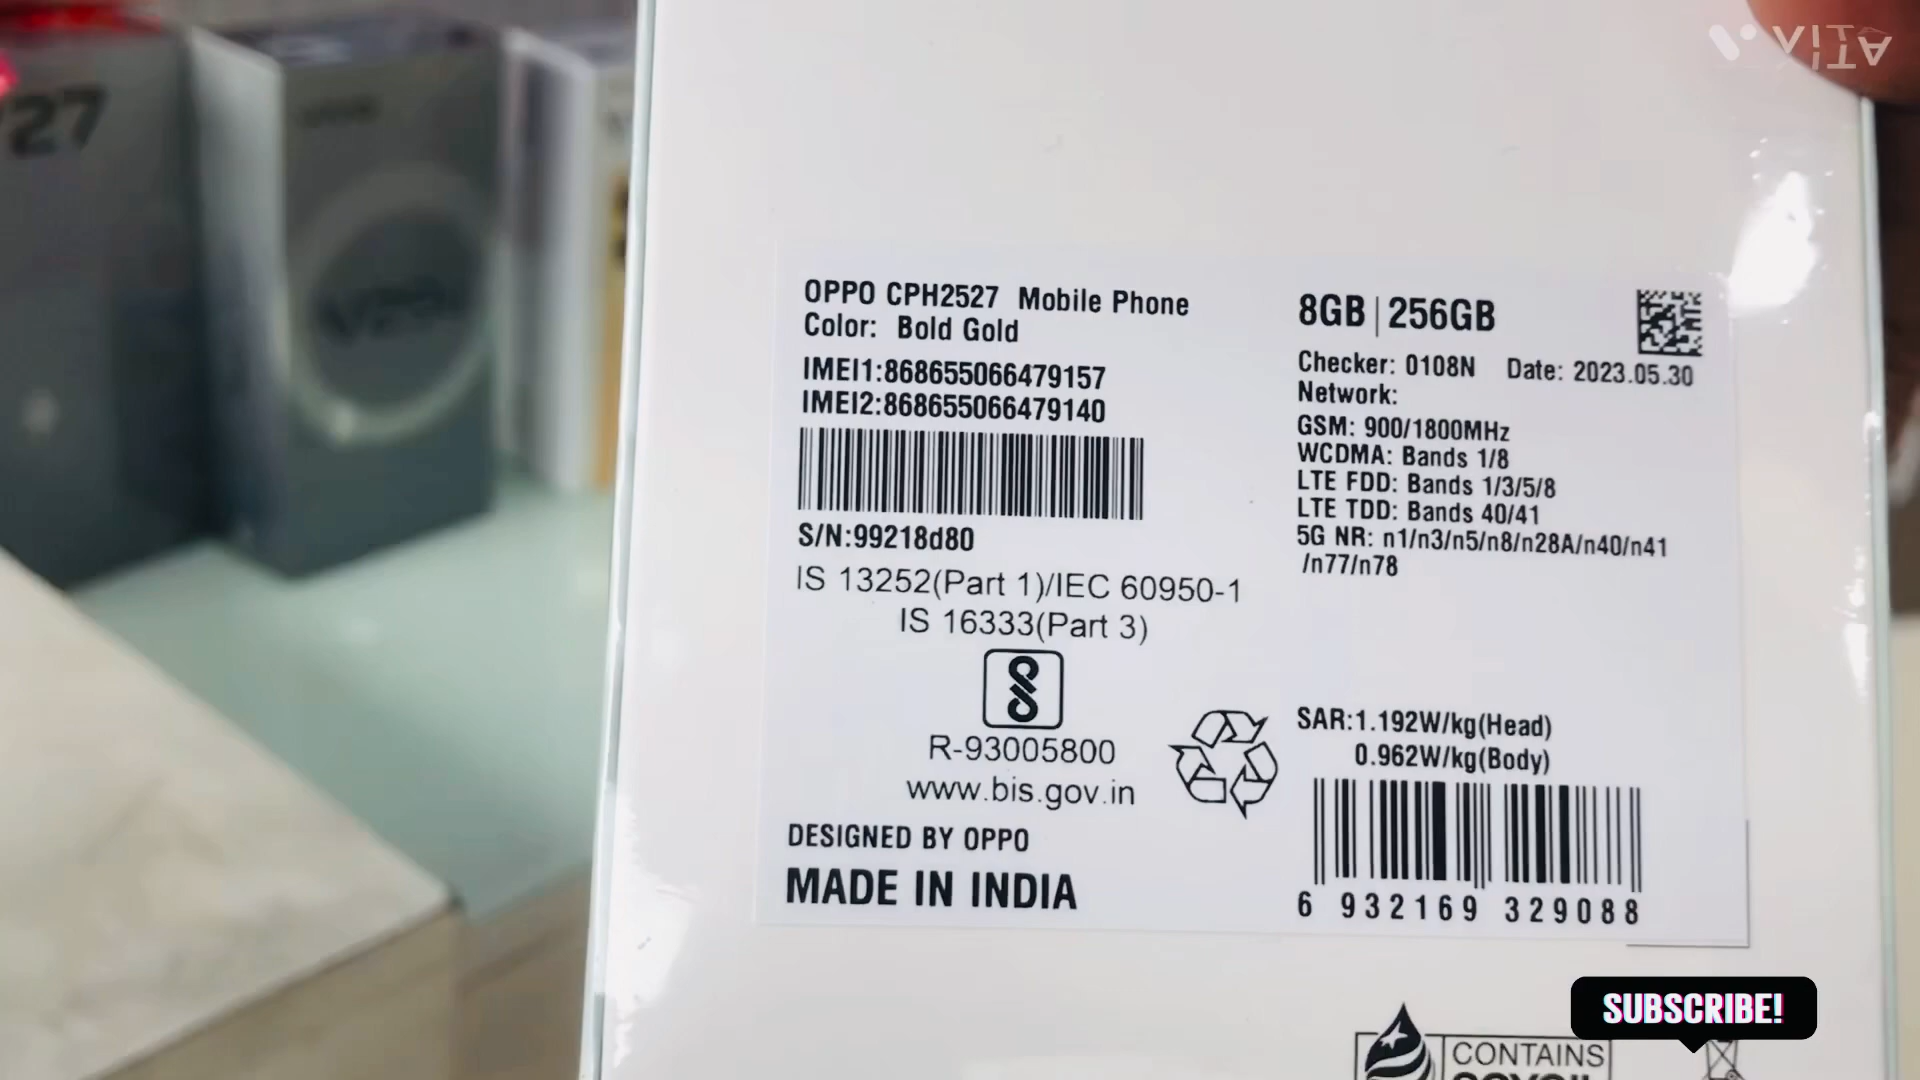 VITA
27
OPPO CPH2527 Mobile Phone
Color: Bold Gold
IMEI1:868655066479157
IMEI2:868655066479140
S/N:99218d80
IS 13252(Part 1)/IEC 60950-1
IS 16333(Part 3)
R-93005800
www.bis.gov.in
DESIGNED BY OPPO
MADE IN INDIA
8GB | 256GB
Checker: 0108N Date: 2023.05.30
Network:
GSM: 900/1800MHz
WCDMA: Bands 1/8
LTE FDD: Bands 1/3/5/8
LTE TDD: Bands 40/41
5G NR: n1/n3/n5/n8/n28A/n40/n41
/n77/n78
SAR:1.192W/kg(Head)
0.962W/kg(Body)
6 932169 329088
SUBSCRIBE!
CONTAINS